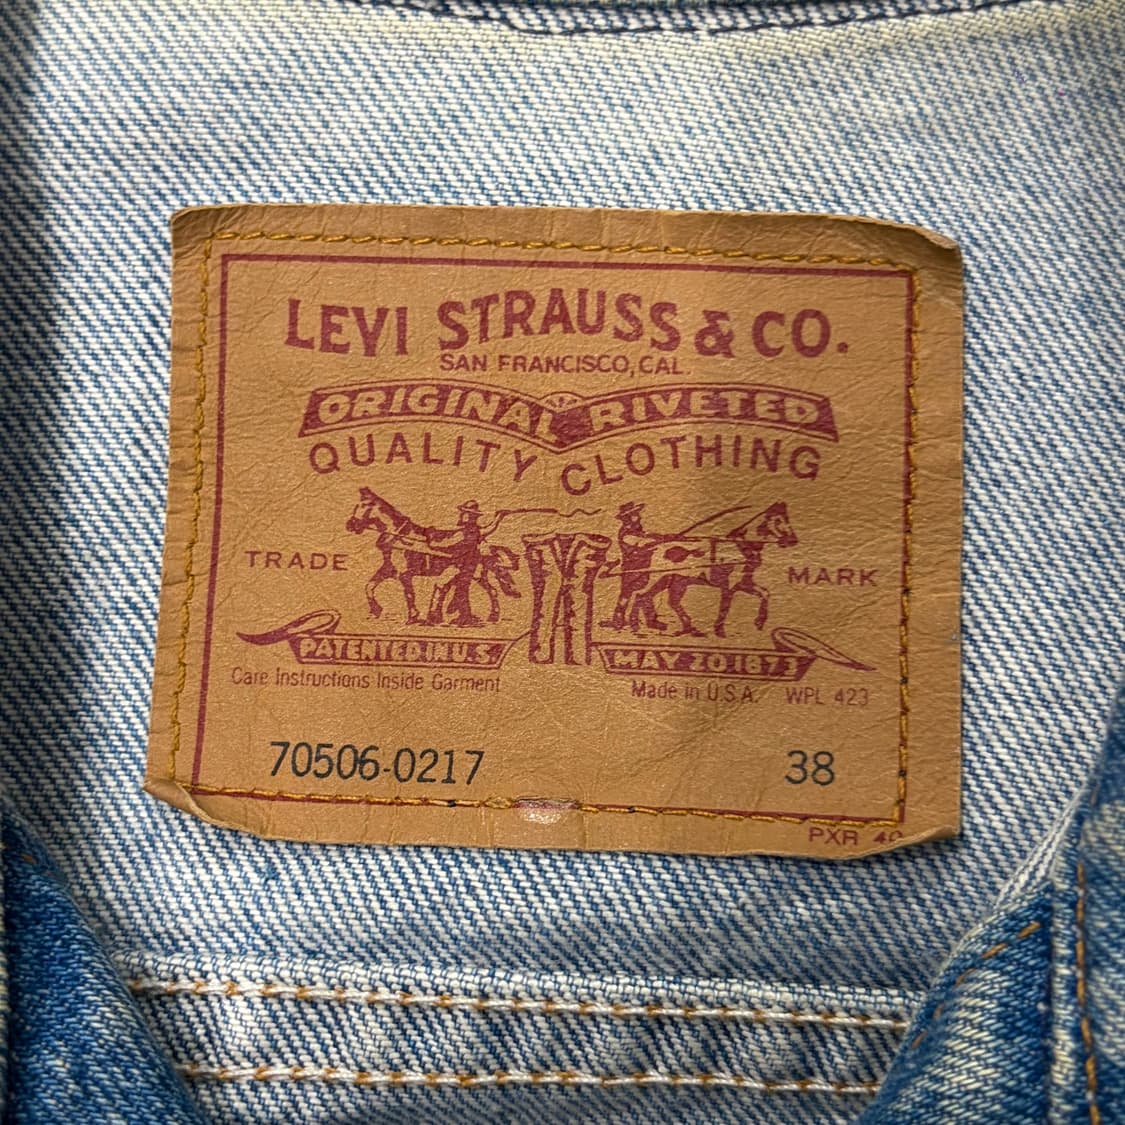 LEVI STRAUSS & CO.
SAN FRANCISCO, CAL.
ORIGINAL RIVETED
QUALITY CLOTHING
TRADE MARK
PATENTED IN U.S. MAY 20 1873
Care Instructions Inside Garment Made in U.S.A. WPL 423
70506-0217 38
PXR